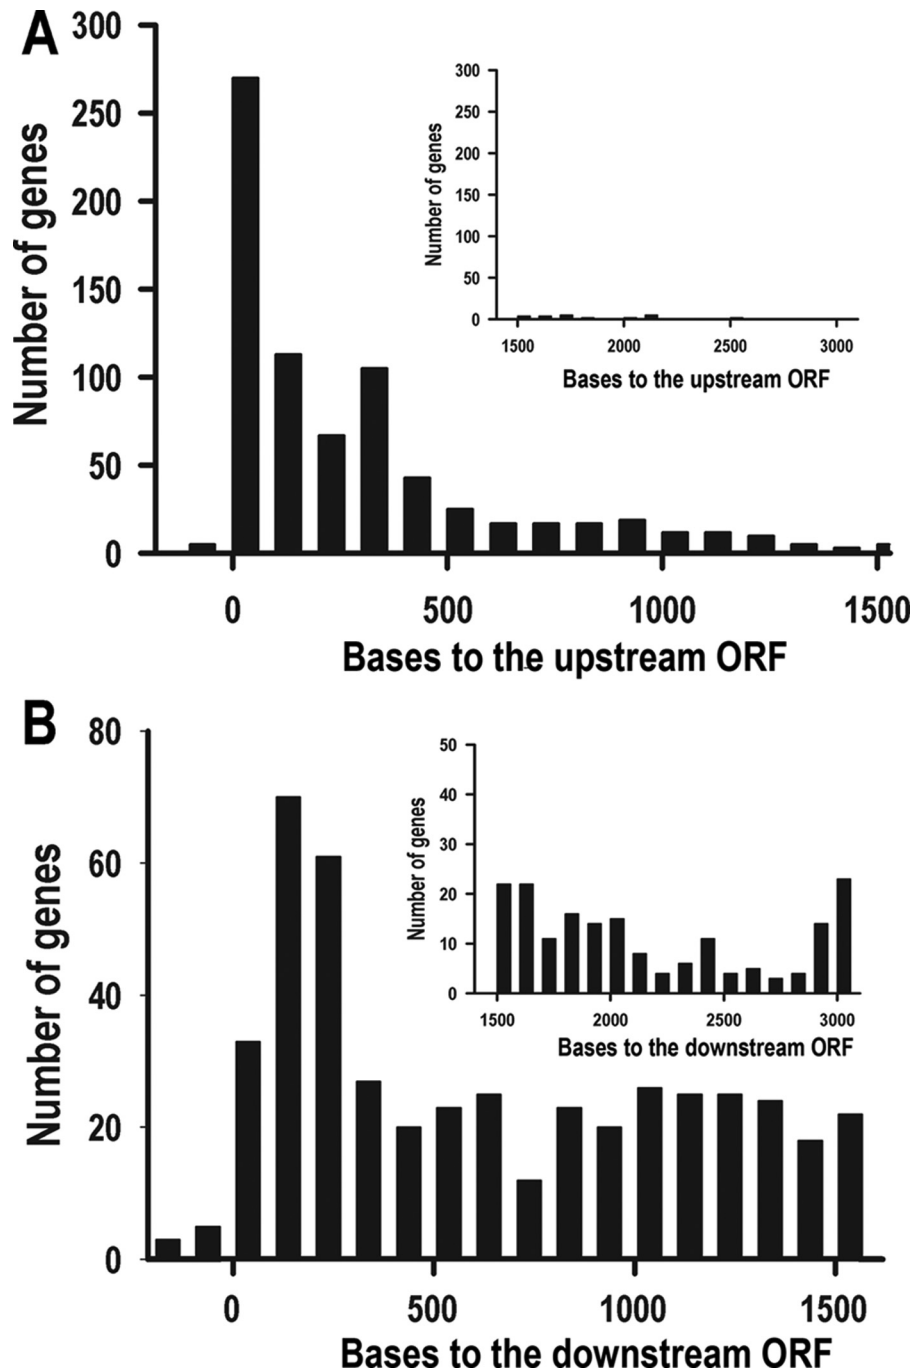 A
300
250
200
150
100
50
0
Number of genes
0 500 1000 1500
Bases to the upstream ORF
300
250
200
150
100
50
0
Number of genes
1500 2000 2500 3000
Bases to the upstream ORF
B
80
60
40
20
0
Number of genes
0 500 1000 1500
Bases to the downstream ORF
50
40
30
20
10
0
Number of genes
1500 2000 2500 3000
Bases to the downstream ORF